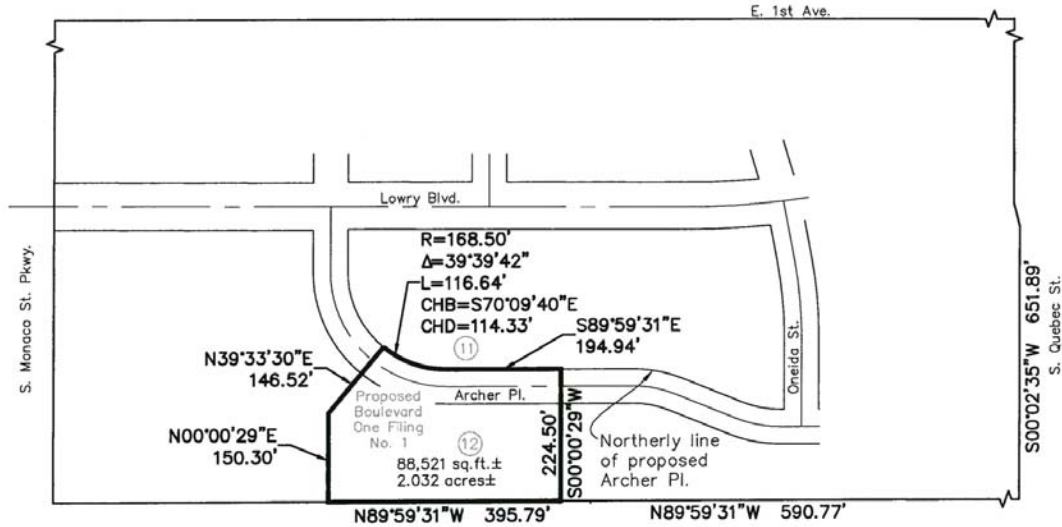 E. 1st Ave.
Lowry Blvd.
R=168.50'
Δ=39°39'42"
L=116.64'
CHB=S70°09'40"E
CHD=114.33'
S. Monaco St. Pkwy.
S00°02'35"W 651.89'
S. Quebec St.
Oneida St.
11
S89°59'31"E
194.94'
N39°33'30"E
146.52'
Archer Pl.
Proposed
Boulevard
One Filing
No. 1
N00°00'29"E
150.30'
12
88,521 sq.ft.±
2.032 acres±
224.50'
S00°00'29"W
Northerly line
of proposed
Archer Pl.
N89°59'31"W 395.79'
N89°59'31"W 590.77'